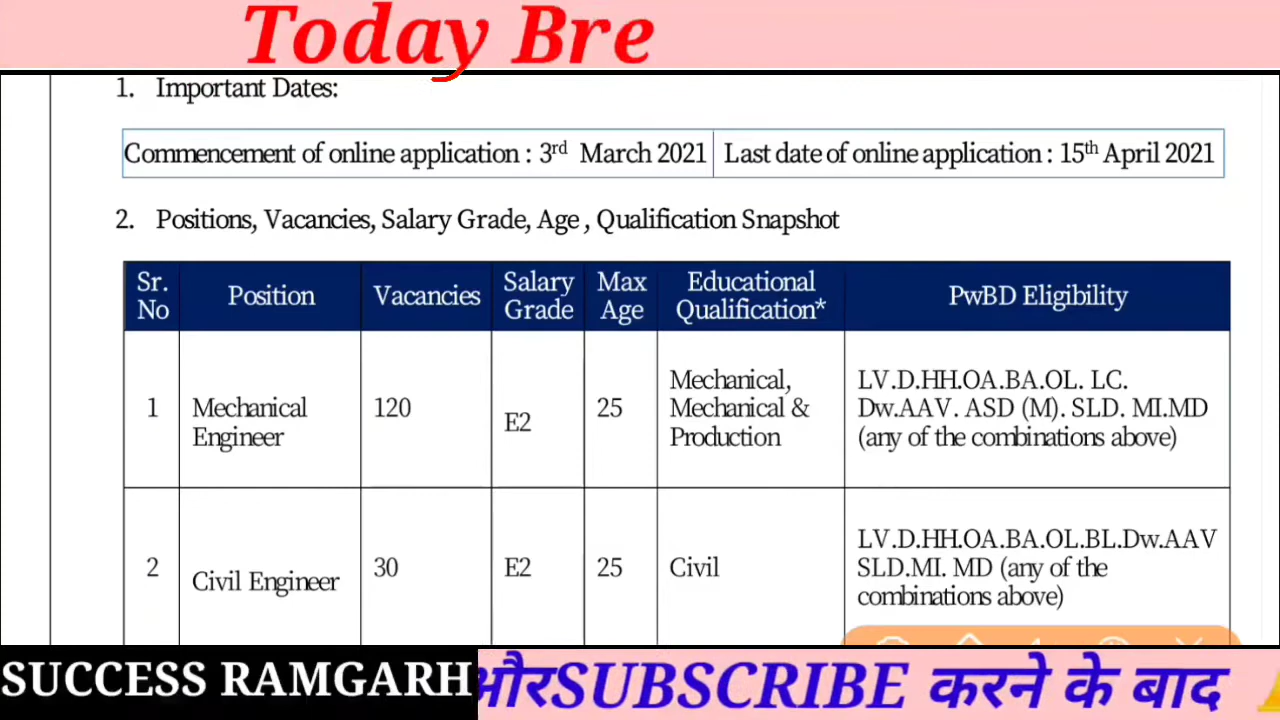 Today Bre
1. Important Dates:
Commencement of online application : 3rd March 2021 Last date of online application : 15th April 2021
2. Positions, Vacancies, Salary Grade, Age , Qualification Snapshot
Sr. No Position Vacancies Salary Grade Max Age Educational Qualification* PwBD Eligibility
1 Mechanical Engineer 120 E2 25 Mechanical, Mechanical & Production LV.D.HH.OA.BA.OL. LC. Dw.AAV. ASD (M). SLD. MI.MD (any of the combinations above)
2 Civil Engineer 30 E2 25 Civil LV.D.HH.OA.BA.OL.BL.Dw.AAV SLD.MI. MD (any of the combinations above)
SUCCESS RAMGARH औरSUBSCRIBE करने के बाद